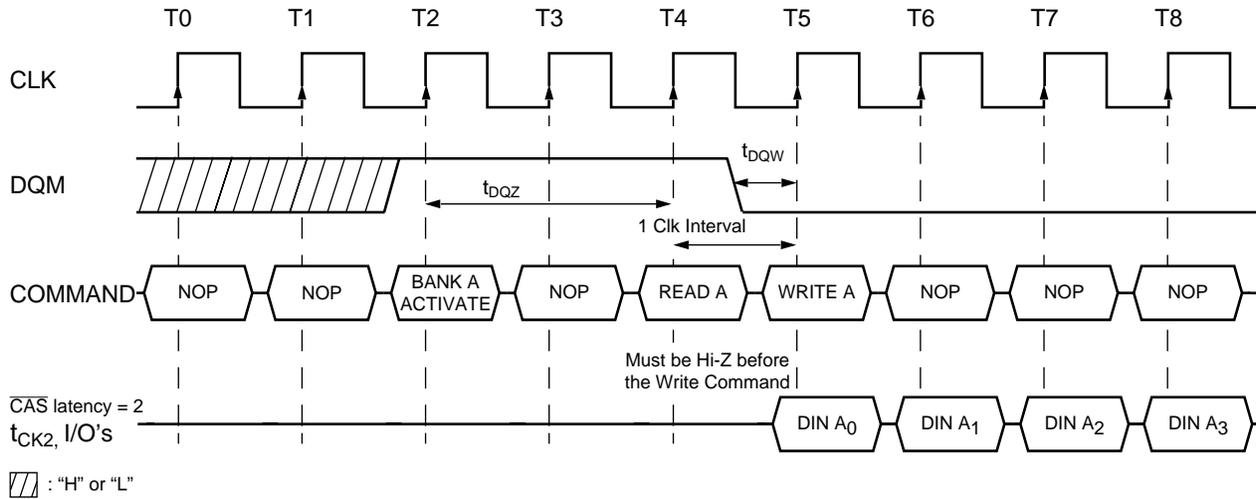 T0 T1 T2 T3 T4 T5 T6 T7 T8
CLK
tDQW
DQM
tDQZ
1 Clk Interval
COMMAND NOP NOP BANK A ACTIVATE NOP READ A WRITE A NOP NOP NOP
Must be Hi-Z before
the Write Command
CAS latency = 2
tCK2, I/O’s DIN A0 DIN A1 DIN A2 DIN A3
: “H” or “L”